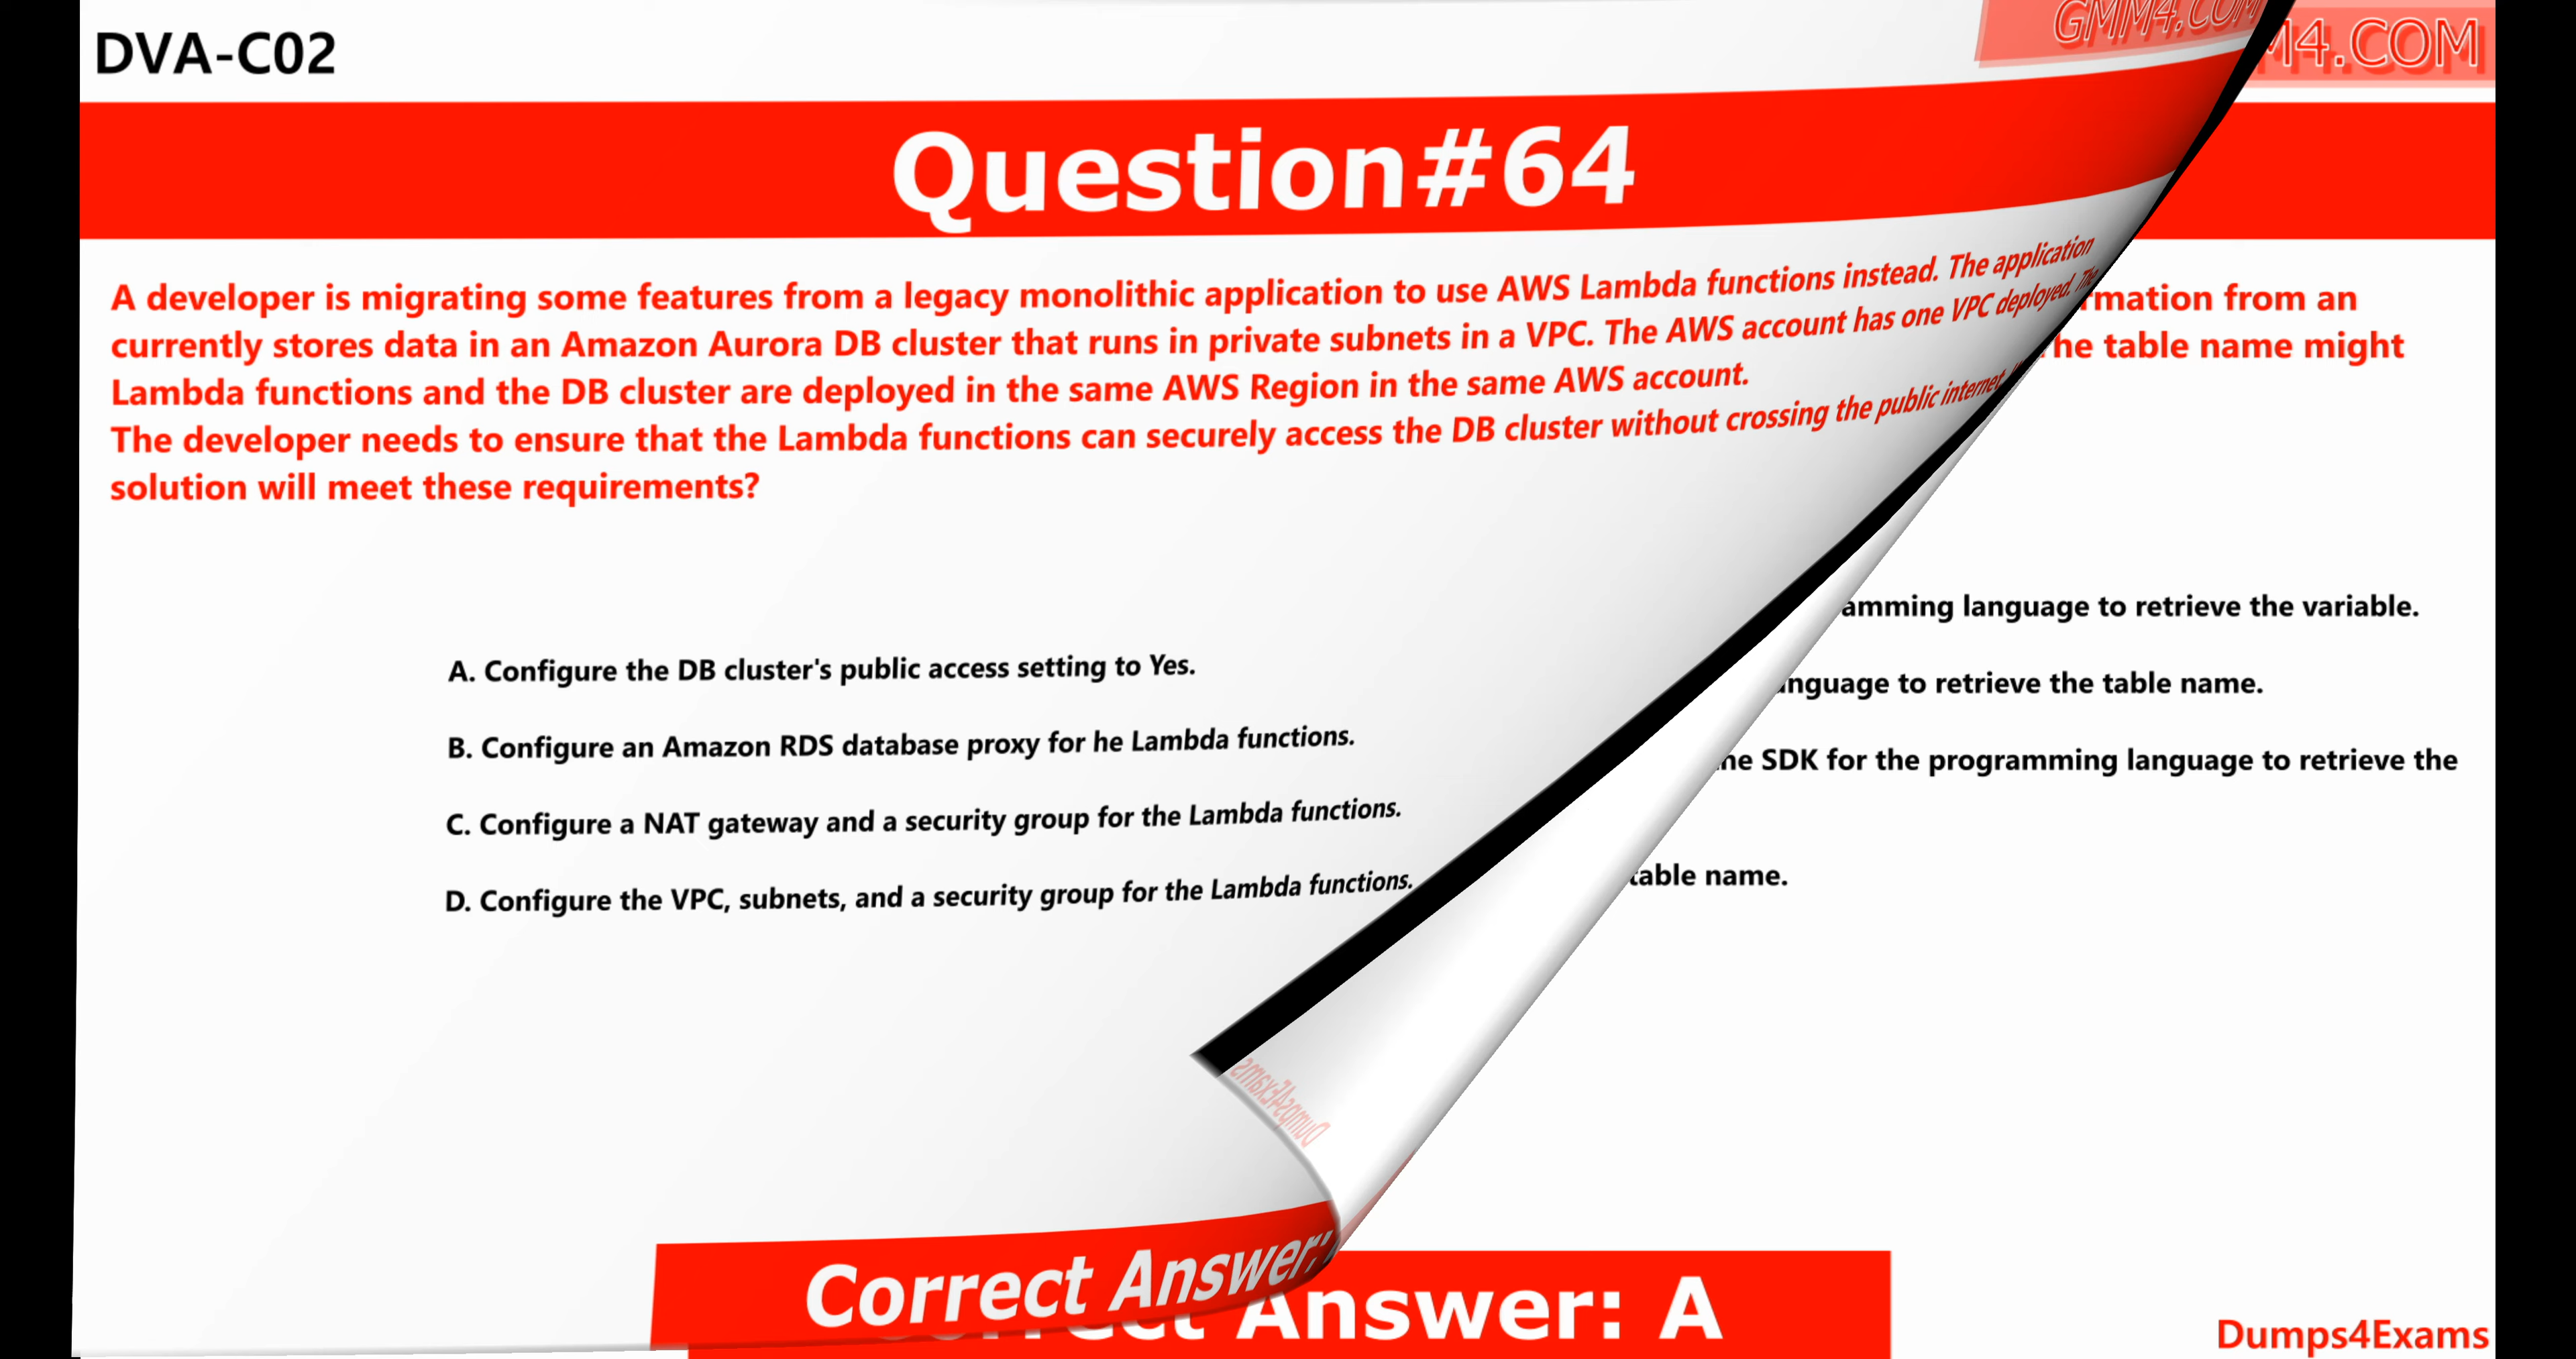 DVA-C02
GMM4.COM
M4.COM
Question#64
A developer is migrating some features from a legacy monolithic application to use AWS Lambda functions instead. The application
currently stores data in an Amazon Aurora DB cluster that runs in private subnets in a VPC. The AWS account has one VPC deployed. The
Lambda functions and the DB cluster are deployed in the same AWS Region in the same AWS account.
The developer needs to ensure that the Lambda functions can securely access the DB cluster without crossing the public internet.
solution will meet these requirements?
rmation from an
he table name might
A. Configure the DB cluster's public access setting to Yes.
B. Configure an Amazon RDS database proxy for he Lambda functions.
C. Configure a NAT gateway and a security group for the Lambda functions.
D. Configure the VPC, subnets, and a security group for the Lambda functions.
amming language to retrieve the variable.
nguage to retrieve the table name.
he SDK for the programming language to retrieve the
table name.
Dumps4Exams
Correct Answer:
Answer: A
Dumps4Exams